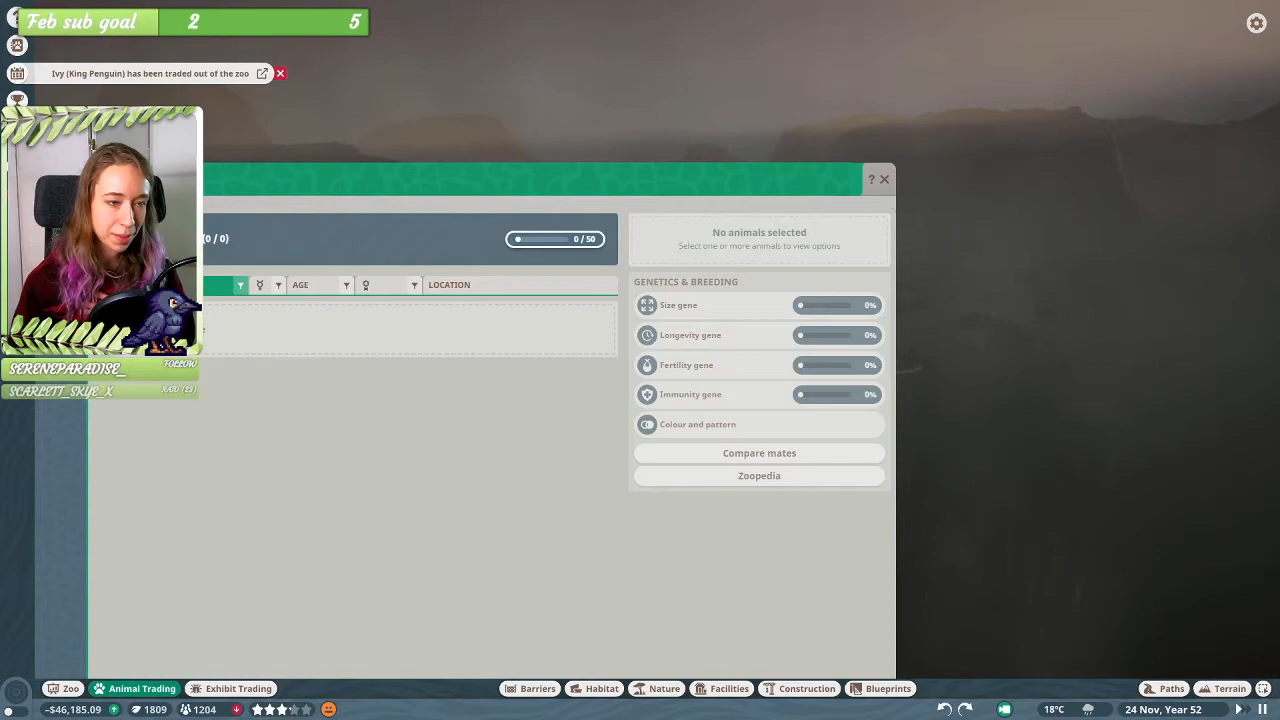 Feb sub goal 2 5
Ivy (King Penguin) has been traded out of the zoo
? ×
(0 / 0)
0 / 50
No animals selected
Select one or more animals to view options
AGE
LOCATION
GENETICS & BREEDING
Size gene 0%
Longevity gene 0%
Fertility gene 0%
Immunity gene 0%
Colour and pattern
Compare mates
Zoopedia
SERENEPARADISE_ FOLLOW
SCARLETT_SKYE_X RAID (22)
Zoo Animal Trading Exhibit Trading Barriers Habitat Nature Facilities Construction Blueprints Paths Terrain
-$46,185.09 1809 1204 18°C 24 Nov, Year 52